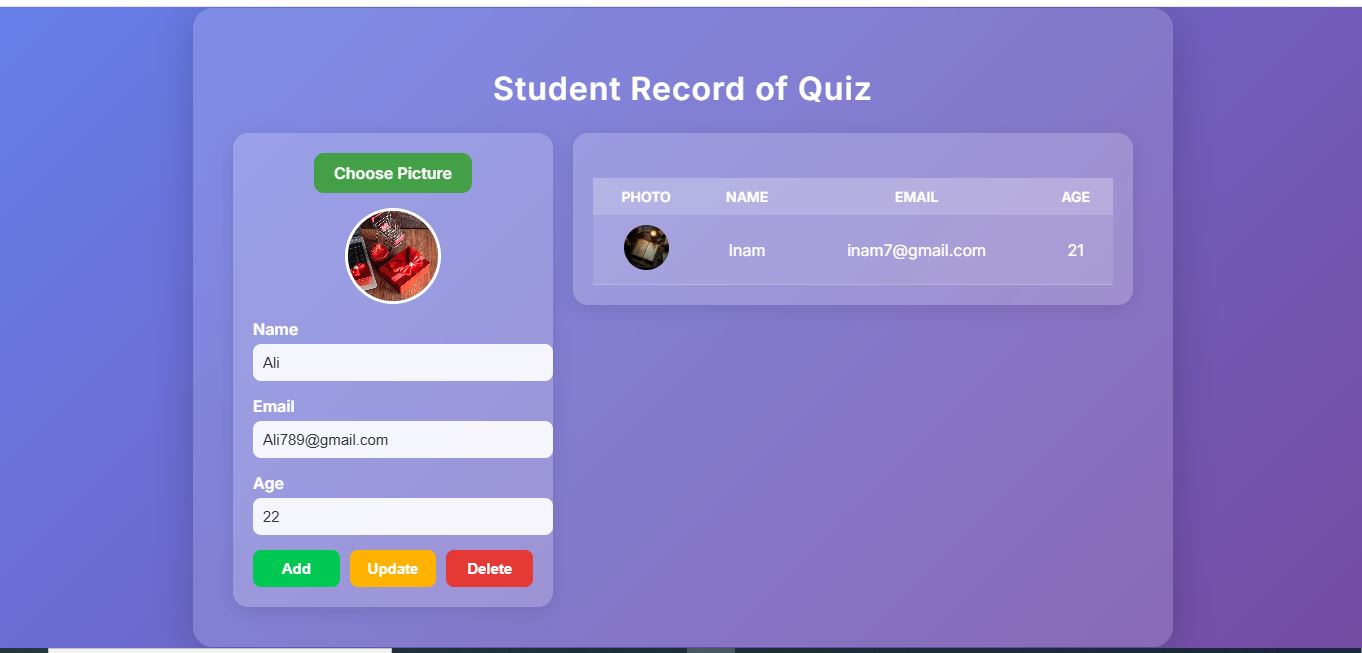 Student Record of Quiz
Choose Picture
Name
Ali
Email
Ali789@gmail.com
Age
22
Add Update Delete
PHOTO NAME EMAIL AGE
Inam inam7@gmail.com 21